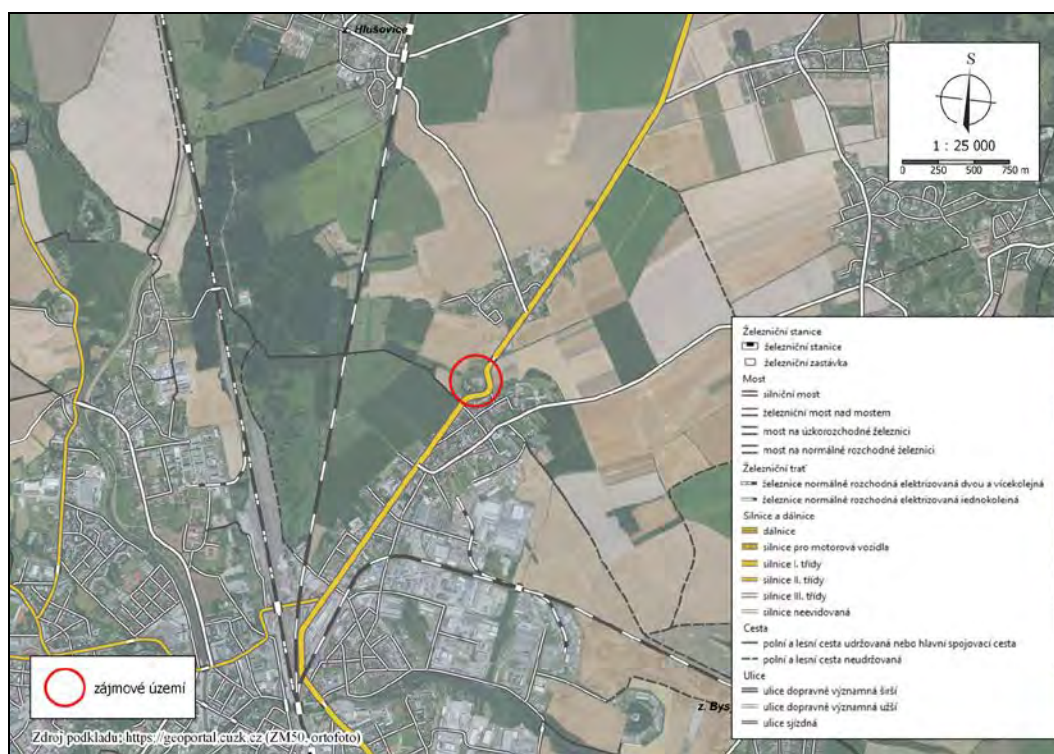 z. Hlušovice
S
1 : 25 000
0 250 500 750 m
Železniční stanice
železniční stanice
železniční zastávka
Most
silniční most
železniční most nad mostem
most na úzkorozchodné železnici
most na normálně rozchodné železnici
Železniční trať
železnice normálně rozchodná elektrizovaná dvou a vícekolejná
železnice normálně rozchodná elektrizovaná jednokolejná
Silnice a dálnice
dálnice
silnice pro motorová vozidla
silnice I. třídy
silnice II. třídy
silnice III. třídy
silnice neevidovaná
Cesta
polní a lesní cesta udržovaná nebo hlavní spojovací cesta
polní a lesní cesta neudržovaná
Ulice
ulice dopravně významná širší
ulice dopravně významná užší
ulice sjízdná
z. Bys
zájmové území
Zdroj podkladu: https://geoportal.cuzk.cz (ZM50, ortofoto)